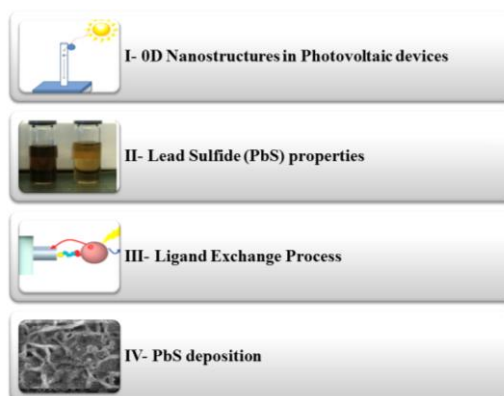 I- 0D Nanostructures in Photovoltaic devices
II- Lead Sulfide (PbS) properties
III- Ligand Exchange Process
IV- PbS deposition